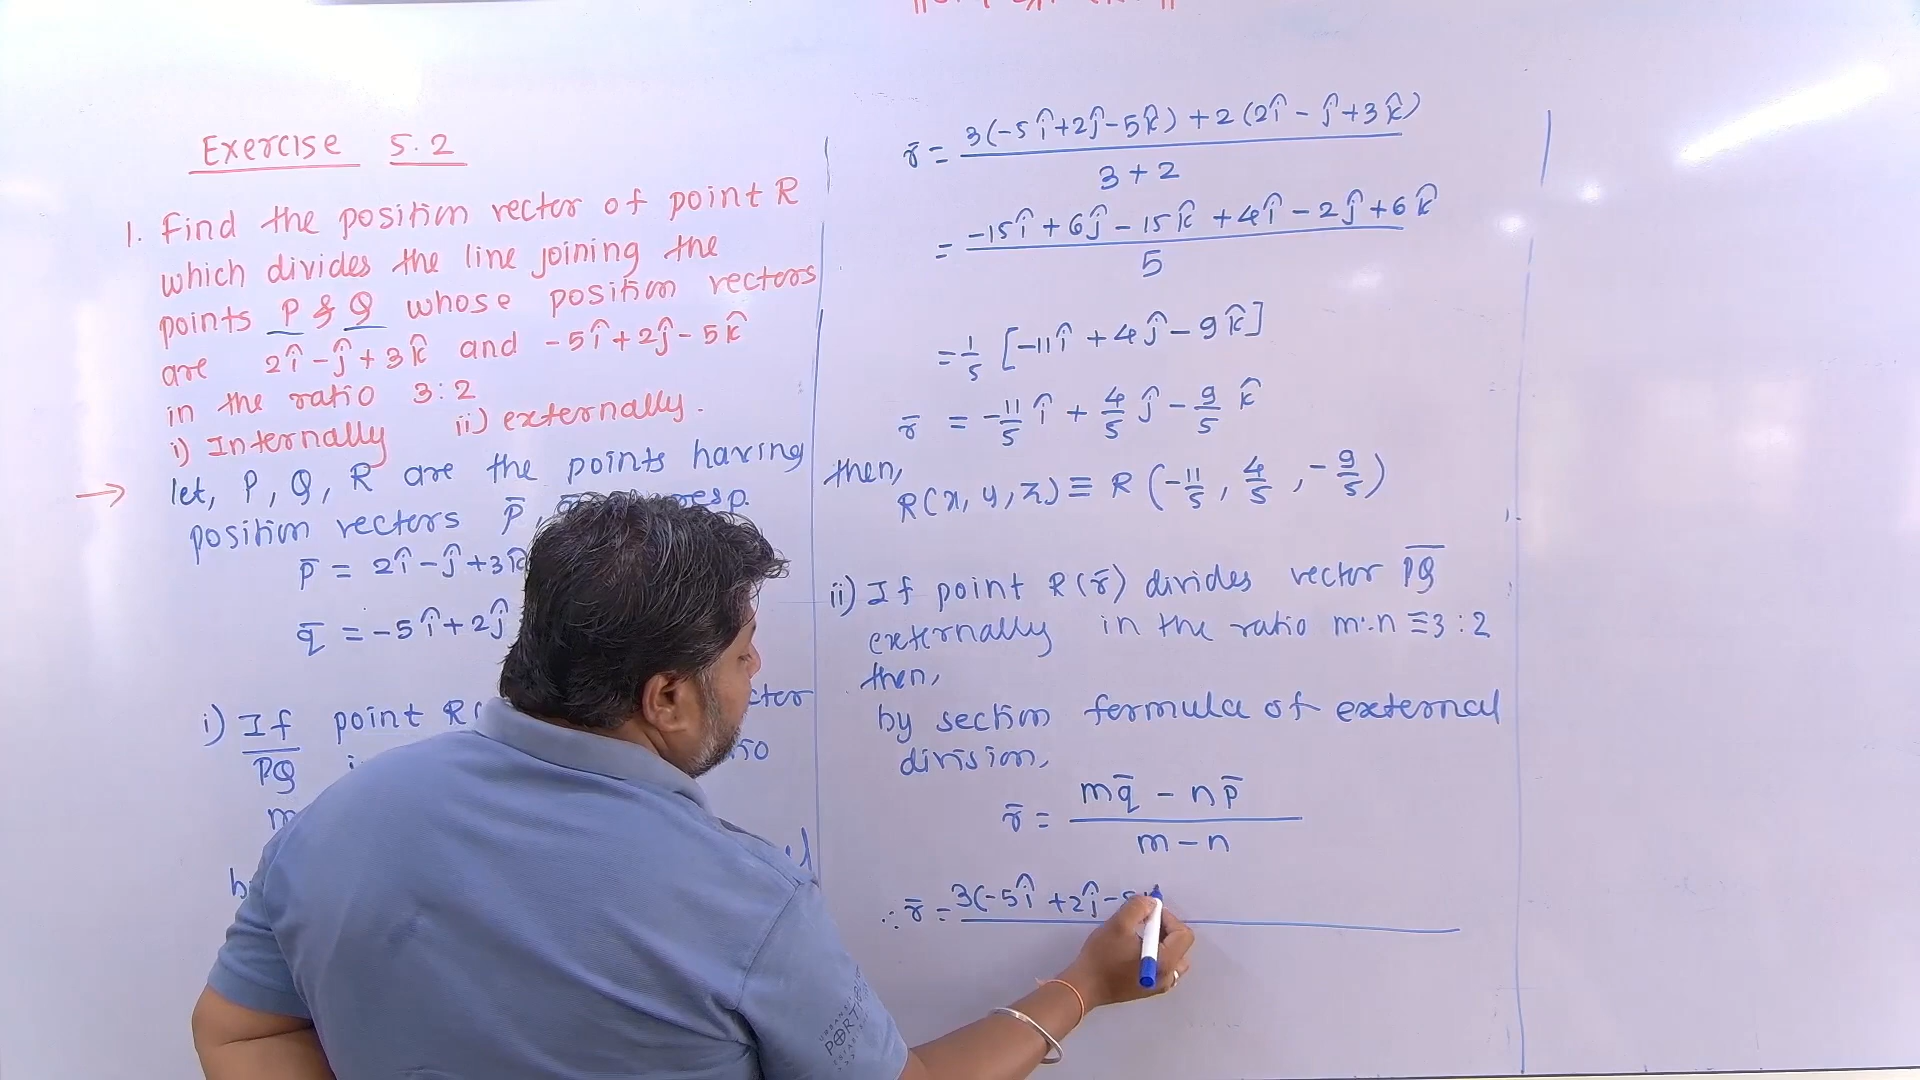 Exercise 5.2
1. Find the position vector of point R
which divides the line joining the
points P & Q whose position vectors
are 2î - ĵ + 3k̂ and -5î + 2ĵ - 5k̂
in the ratio 3:2
i) Internally ii) externally.
→ let, P, Q, R are the points having
position vectors p̄, resp.
p̄ = 2î - ĵ + 3k̂
q̄ = -5î + 2ĵ
i) If point R(
PQ
m
r̄ = 3(-5î + 2ĵ - 5k̂) + 2(2î - ĵ + 3k̂)
3 + 2
= -15î + 6ĵ - 15k̂ + 4î - 2ĵ + 6k̂
5
= 1/5 [-11î + 4ĵ - 9k̂]
r̄ = -11/5 î + 4/5 ĵ - 9/5 k̂
then,
R(x, y, z) ≡ R (-11/5, 4/5, -9/5)
ii) If point R(r̄) divides vector P̄Q̄
externally in the ratio m:n ≡ 3:2
then,
by section formula of external
division,
r̄ = mq̄ - np̄
m - n
∴ r̄ = 3(-5î + 2ĵ - 5
PORT